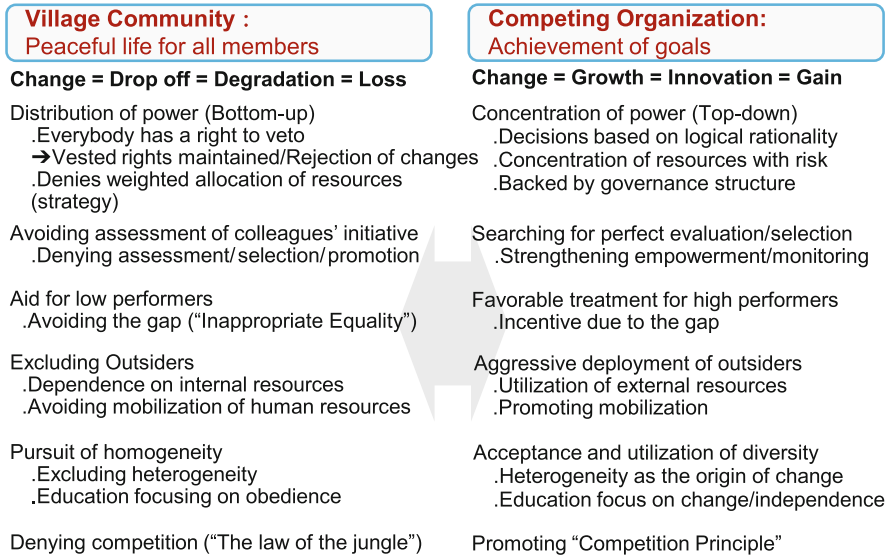 Village Community :
Peaceful life for all members
Change = Drop off = Degradation = Loss
Distribution of power (Bottom-up)
.Everybody has a right to veto
➔Vested rights maintained/Rejection of changes
.Denies weighted allocation of resources
(strategy)
Avoiding assessment of colleagues' initiative
.Denying assessment/selection/promotion
Aid for low performers
.Avoiding the gap ("Inappropriate Equality")
Excluding Outsiders
.Dependence on internal resources
.Avoiding mobilization of human resources
Pursuit of homogeneity
.Excluding heterogeneity
.Education focusing on obedience
Denying competition ("The law of the jungle")
Competing Organization:
Achievement of goals
Change = Growth = Innovation = Gain
Concentration of power (Top-down)
.Decisions based on logical rationality
.Concentration of resources with risk
.Backed by governance structure
Searching for perfect evaluation/selection
.Strengthening empowerment/monitoring
Favorable treatment for high performers
.Incentive due to the gap
Aggressive deployment of outsiders
.Utilization of external resources
.Promoting mobilization
Acceptance and utilization of diversity
.Heterogeneity as the origin of change
.Education focus on change/independence
Promoting "Competition Principle"